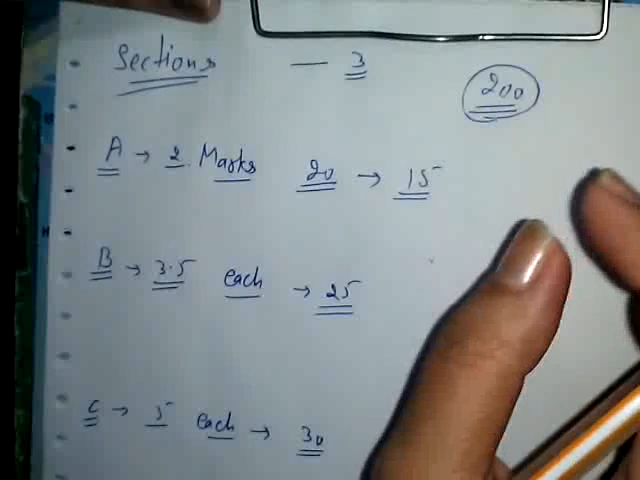 Sections — 3
200
A → 2 Marks 20 → 15
B → 3.5 each → 25
C → 5 each → 30